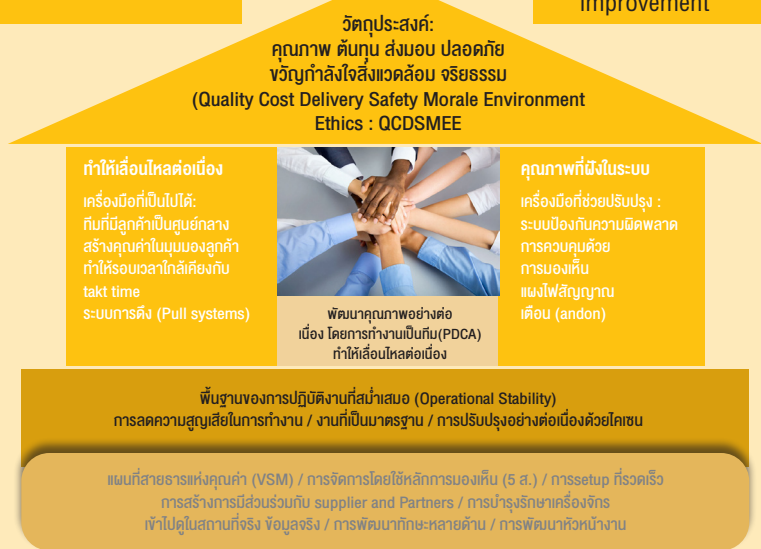 Improvement
วัตถุประสงค์:
คุณภาพ ต้นทุน ส่งมอบ ปลอดภัย
ขวัญกำลังใจสิ่งแวดล้อม จริยธรรม
(Quality Cost Delivery Safety Morale Environment
Ethics : QCDSMEE
ทำให้เลื่อนไหลต่อเนื่อง
เครื่องมือที่เป็นไปได้:
ทีมที่มีลูกค้าเป็นศูนย์กลาง
สร้างคุณค่าในมุมมองลูกค้า
ทำให้รอบเวลาใกล้เคียงกับ
takt time
ระบบการดึง (Pull systems)
พัฒนาคุณภาพอย่างต่อ
เนื่อง โดยการทำงานเป็นทีม(PDCA)
ทำให้เลื่อนไหลต่อเนื่อง
คุณภาพที่ฝังในระบบ
เครื่องมือที่ช่วยปรับปรุง :
ระบบป้องกันความผิดพลาด
การควบคุมด้วย
การมองเห็น
แผงไฟสัญญาณ
เตือน (andon)
พื้นฐานของการปฏิบัติงานที่สม่ำเสมอ (Operational Stability)
การลดความสูญเสียในการทำงาน / งานที่เป็นมาตรฐาน / การปรับปรุงอย่างต่อเนื่องด้วยไคเซน
แผนที่สายธารแห่งคุณค่า (VSM) / การจัดการโดยใช้หลักการมองเห็น (5 ส.) / การsetup ที่รวดเร็ว
การสร้างการมีส่วนร่วมกับ supplier and Partners / การบำรุงรักษาเครื่องจักร
เข้าไปดูในสถานที่จริง ข้อมูลจริง / การพัฒนาทักษะหลายด้าน / การพัฒนาหัวหน้างาน